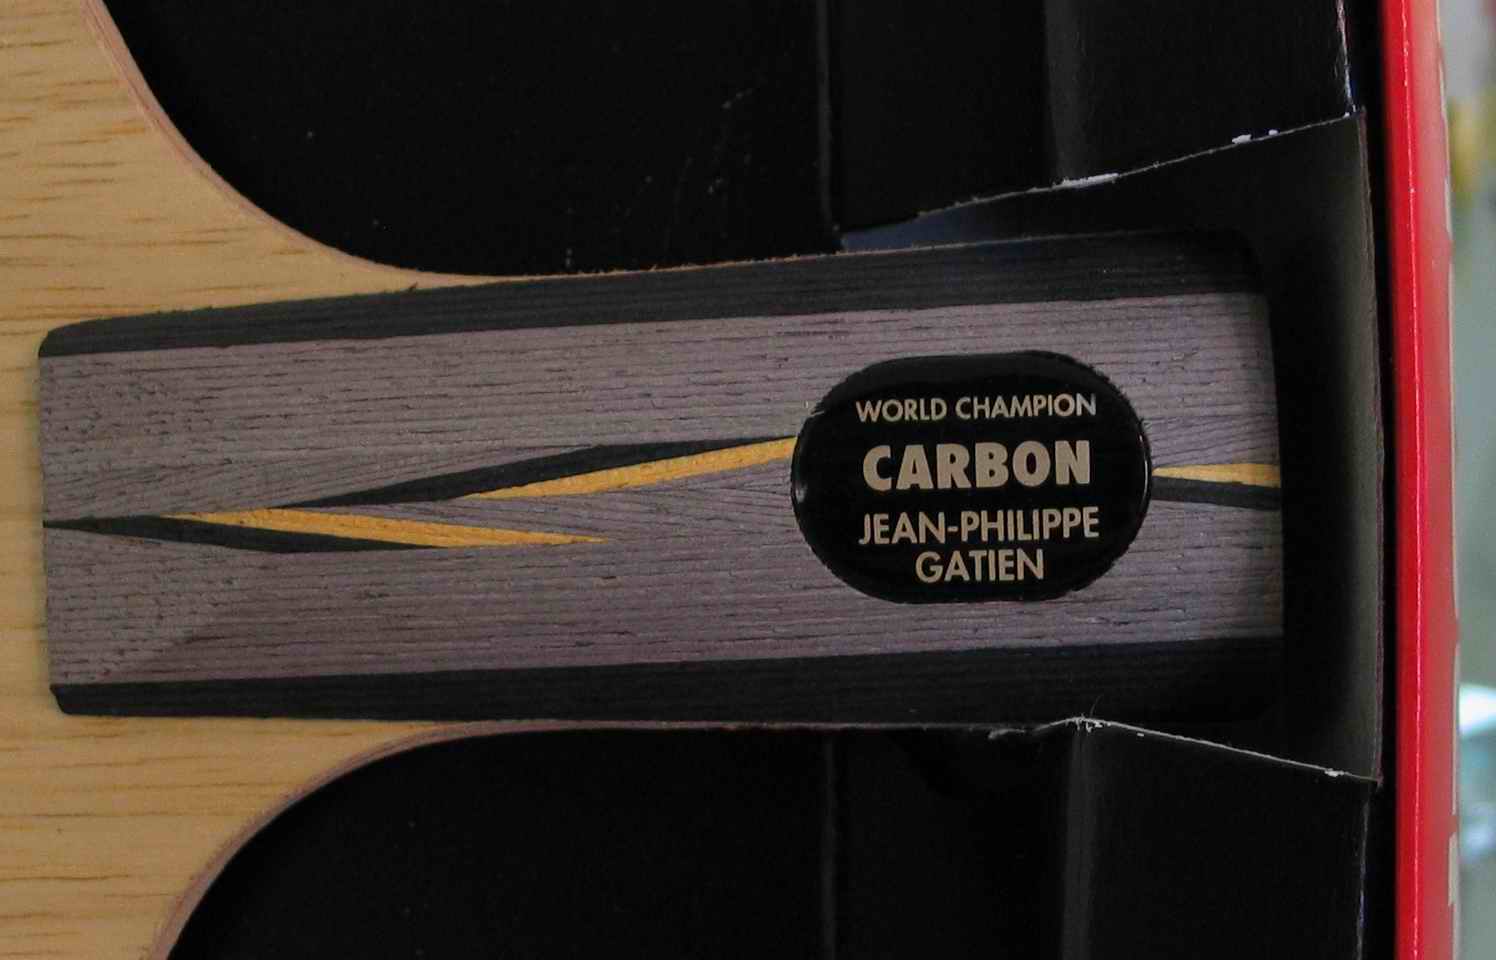 WORLD CHAMPION
CARBON
JEAN-PHILIPPE
GATIEN